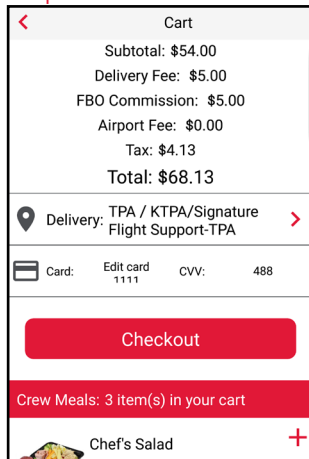 Cart
Subtotal: $54.00
Delivery Fee: $5.00
FBO Commission: $5.00
Airport Fee: $0.00
Tax: $4.13
Total: $68.13
Delivery: TPA / KTPA/Signature
Flight Support-TPA
Card: Edit card CVV: 488
1111
Checkout
Crew Meals: 3 item(s) in your cart
Chef's Salad